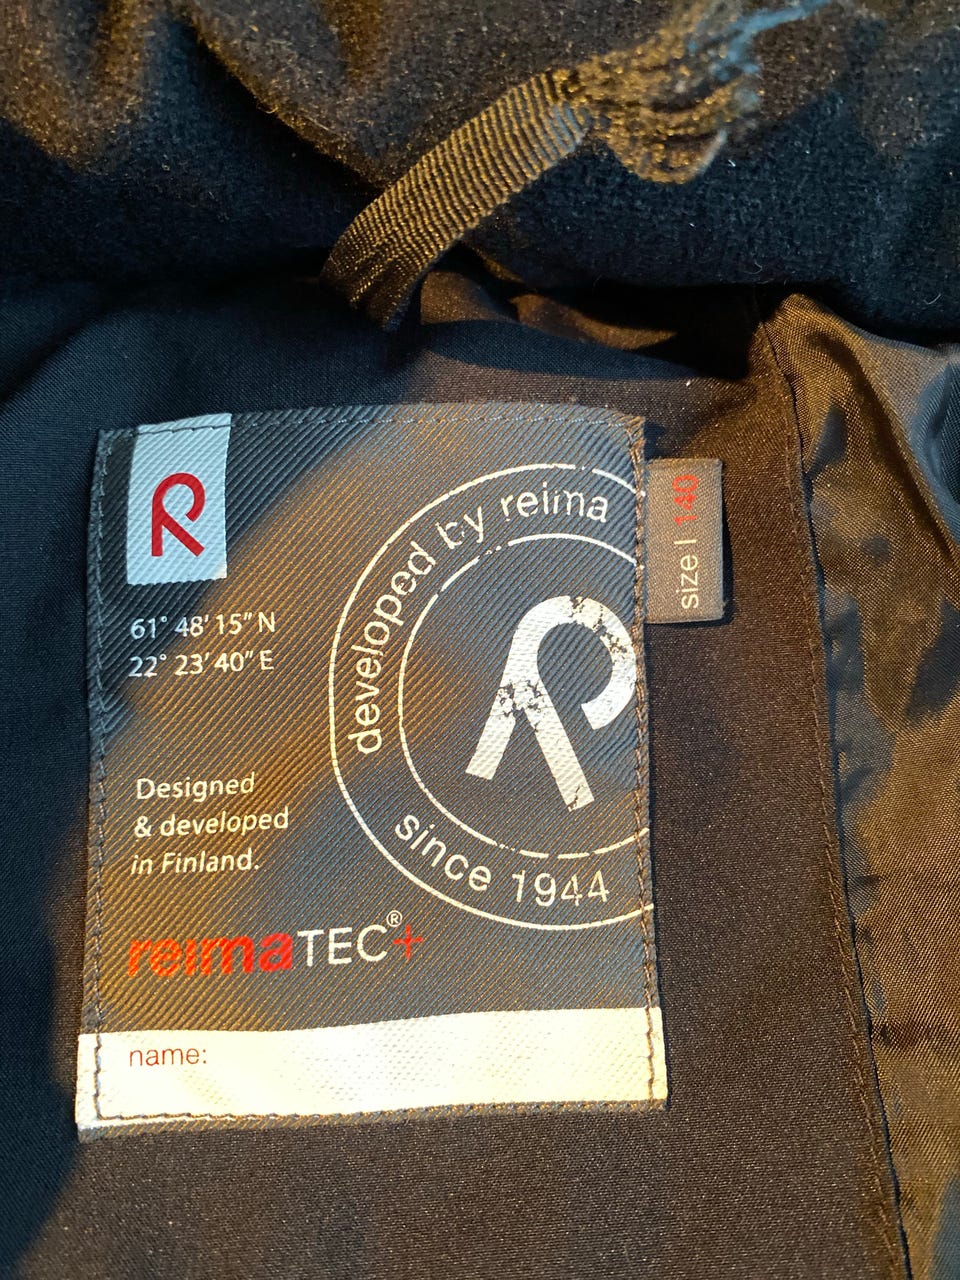 developed by reima
size | 140
61° 48' 15" N
22° 23' 40" E
Designed
& developed
in Finland.
since 1944
reimaTEC®+
name: